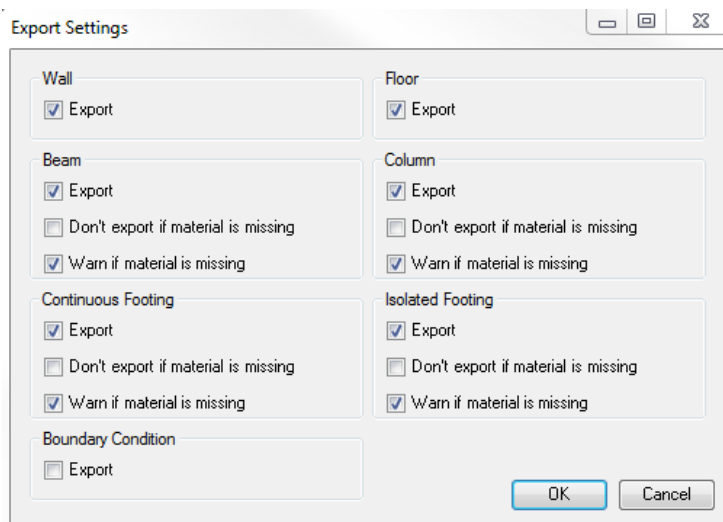 Export Settings
Wall
Export
Floor
Export
Beam
Export
Don't export if material is missing
Warn if material is missing
Column
Export
Don't export if material is missing
Warn if material is missing
Continuous Footing
Export
Don't export if material is missing
Warn if material is missing
Isolated Footing
Export
Don't export if material is missing
Warn if material is missing
Boundary Condition
Export
OK
Cancel